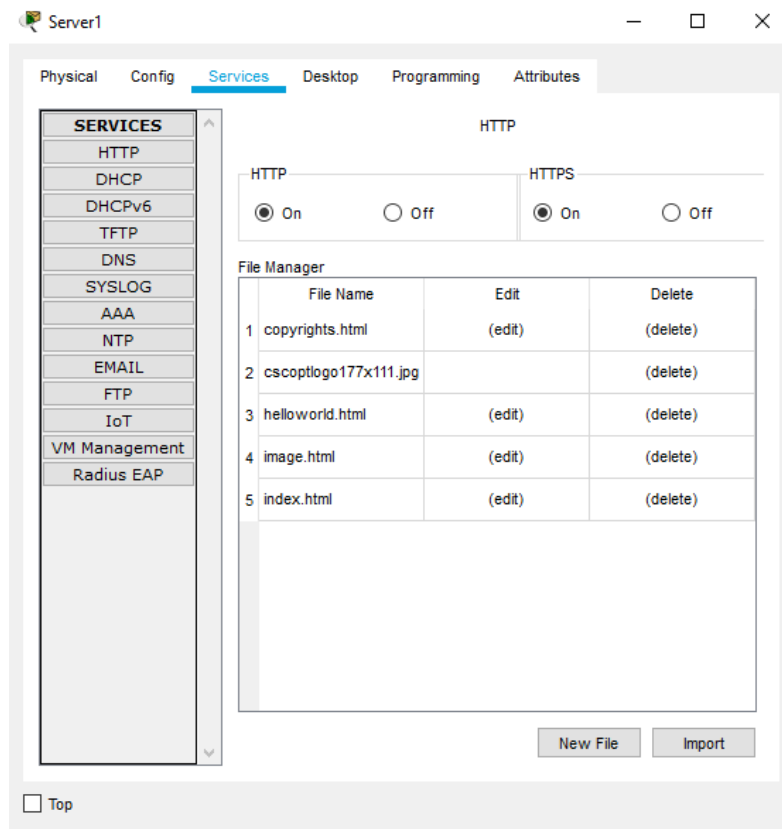 Server1
Physical Config Services Desktop Programming Attributes
SERVICES
HTTP
DHCP
DHCPv6
TFTP
DNS
SYSLOG
AAA
NTP
EMAIL
FTP
IoT
VM Management
Radius EAP
HTTP
HTTP
On Off
HTTPS
On Off
File Manager
File Name Edit Delete
1 copyrights.html (edit) (delete)
2 cscoptlogo177x111.jpg (delete)
3 helloworld.html (edit) (delete)
4 image.html (edit) (delete)
5 index.html (edit) (delete)
New File Import
Top